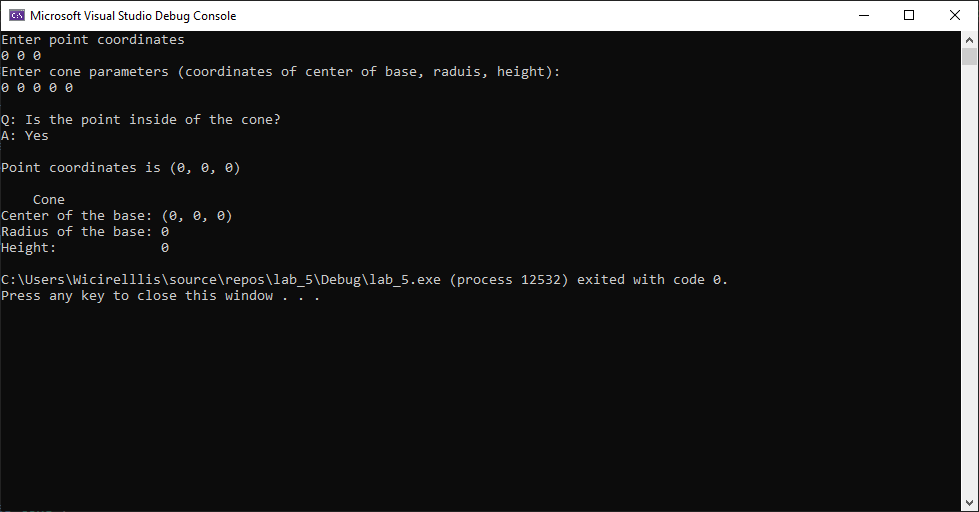 Microsoft Visual Studio Debug Console
Enter point coordinates
0 0 0
Enter cone parameters (coordinates of center of base, raduis, height):
0 0 0 0 0
Q: Is the point inside of the cone?
A: Yes
Point coordinates is (0, 0, 0)
Cone
Center of the base: (0, 0, 0)
Radius of the base: 0
Height: 0
C:\Users\Wicirelllis\source\repos\lab_5\Debug\lab_5.exe (process 12532) exited with code 0.
Press any key to close this window . . .